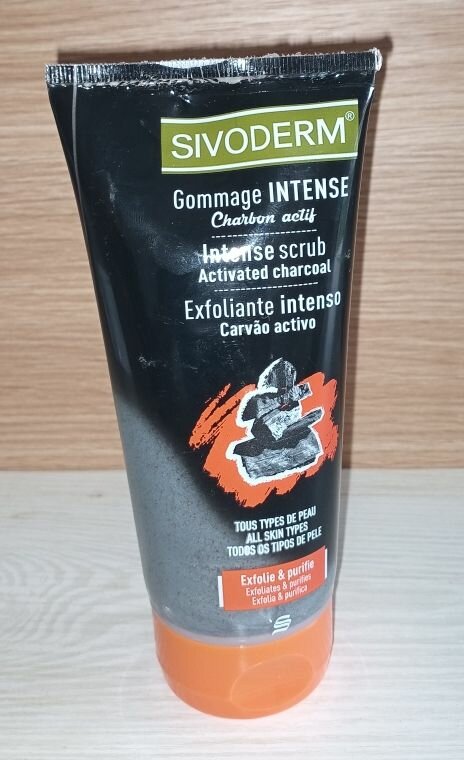 SIVODERM®
Gommage INTENSE
Charbon actif
Intense scrub
Activated charcoal
Exfoliante intenso
Carvão activo
TOUS TYPES DE PEAU
ALL SKIN TYPES
TODOS OS TIPOS DE PELE
Exfolie & purifie
Exfoliates & purifies
Exfolia & purifica